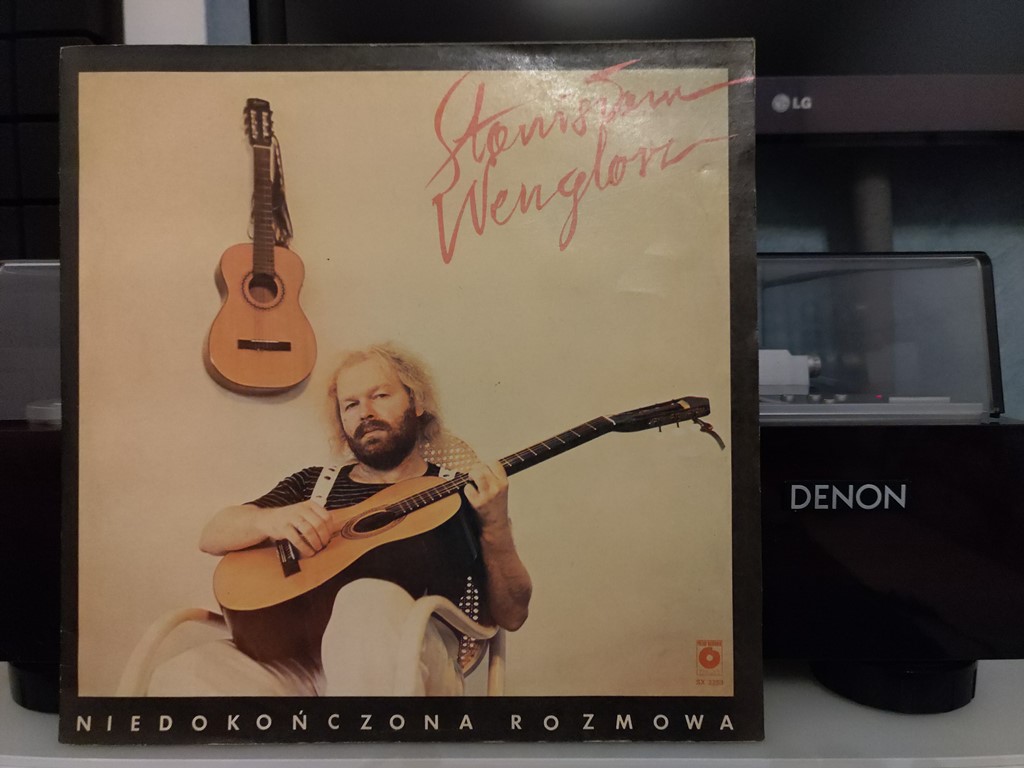 Stanisław
Wenglorz
LG
DENON
NIEDOKOŃCZONA ROZMOWA